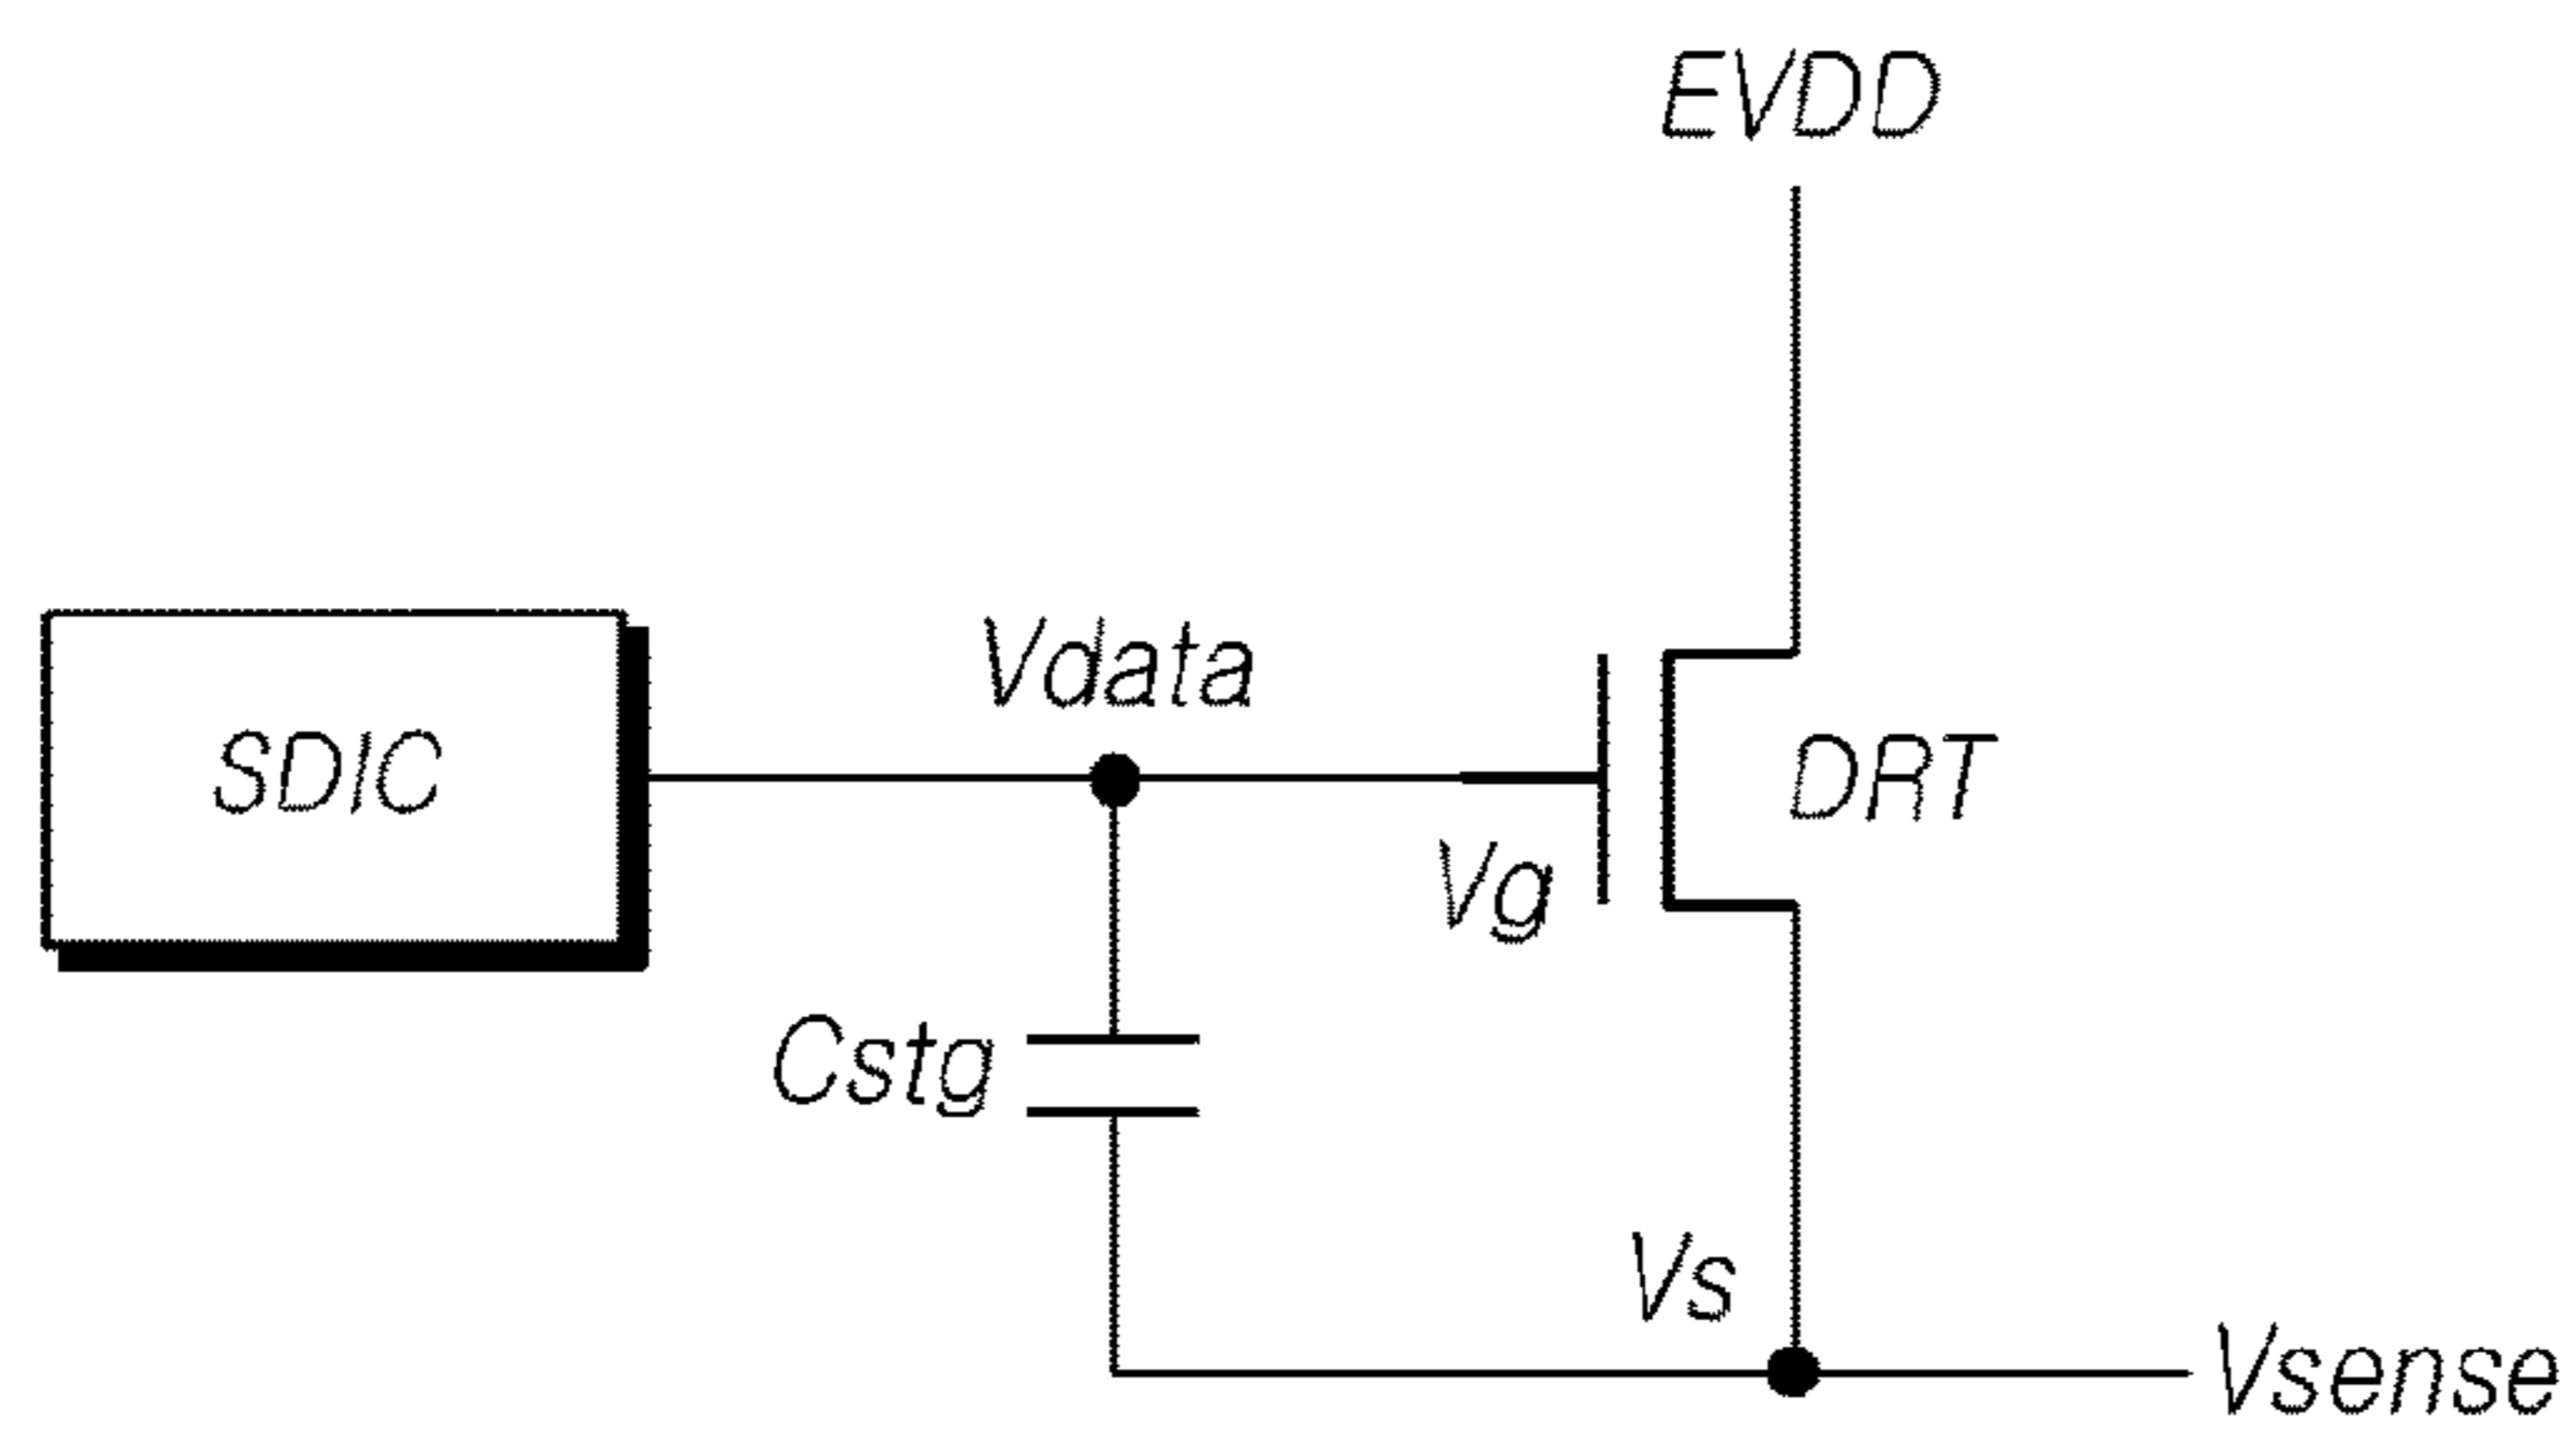 EVDD
Vdata
SDIC
DRT
Vg
Cstg
Vs
Vsense